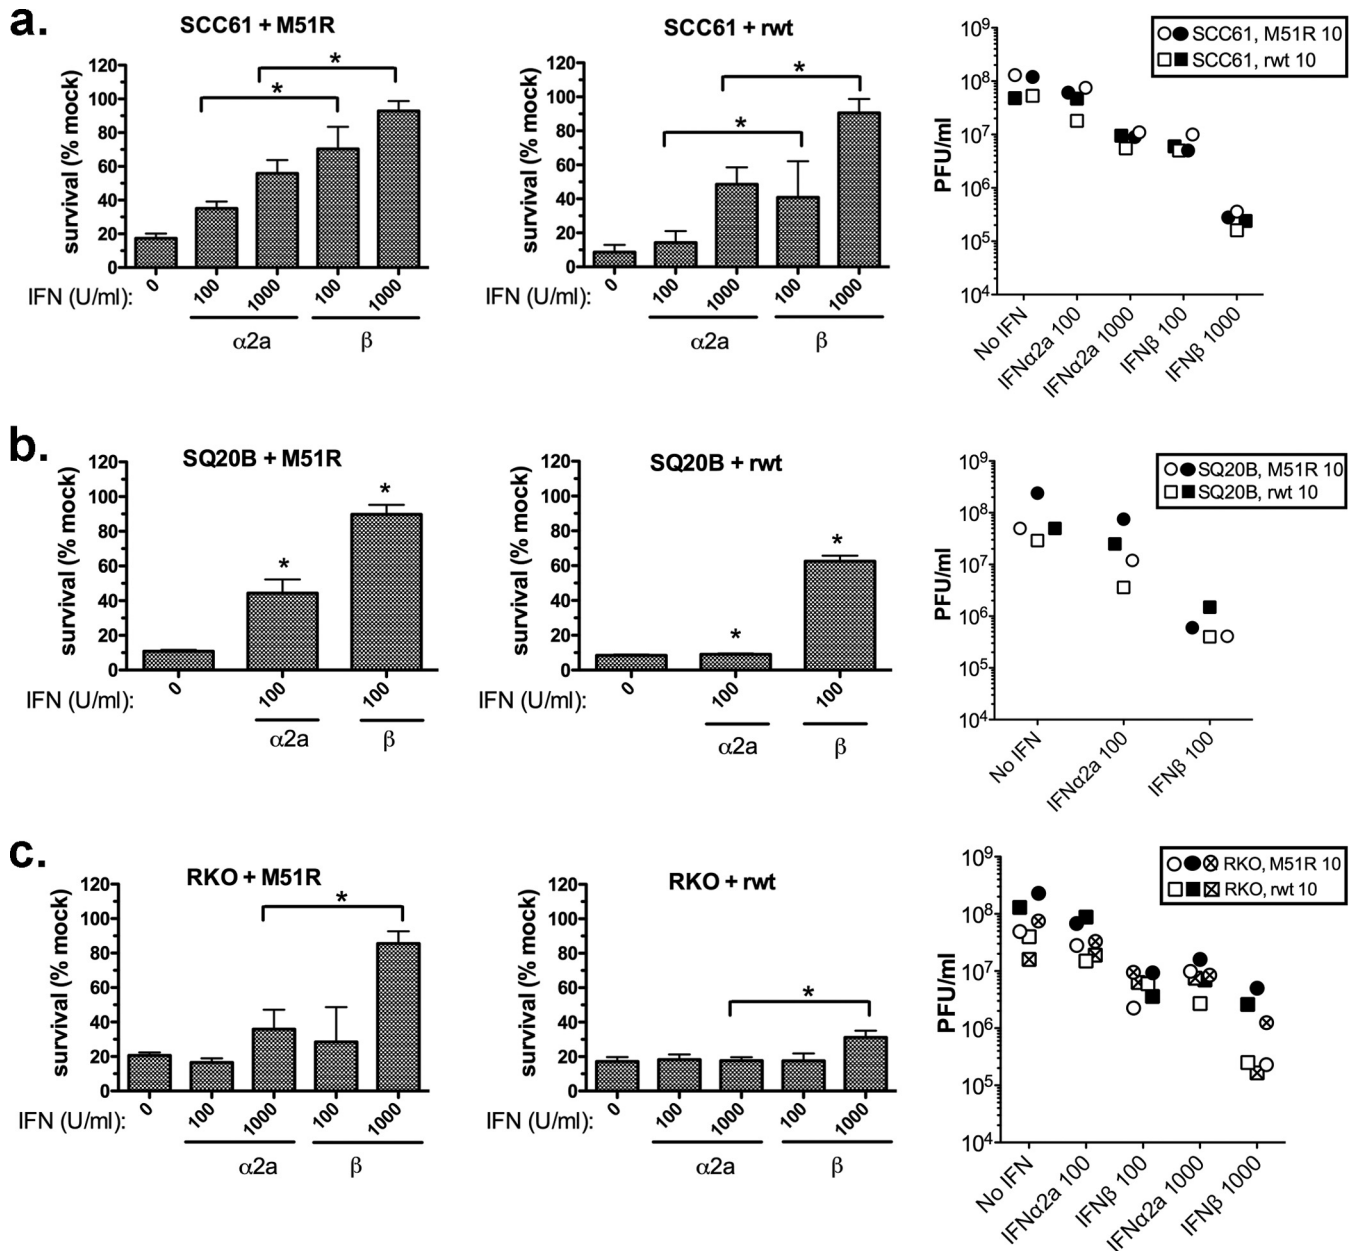 a.
SCC61 + M51R
survival (% mock)
120
100
80
60
40
20
0
*
*
IFN (U/ml):
0
100
1000
100
1000
α2a
β
SCC61 + rwt
survival (% mock)
120
100
80
60
40
20
0
*
*
IFN (U/ml):
0
100
1000
100
1000
α2a
β
SCC61, M51R 10
SCC61, rwt 10
PFU/ml
10⁹
10⁸
10⁷
10⁶
10⁵
10⁴
No IFN
IFNα2a 100
IFNα2a 1000
IFNβ 100
IFNβ 1000
b.
SQ20B + M51R
survival (% mock)
120
100
80
60
40
20
0
*
*
IFN (U/ml):
0
100
100
α2a
β
SQ20B + rwt
survival (% mock)
120
100
80
60
40
20
0
*
*
IFN (U/ml):
0
100
100
α2a
β
SQ20B, M51R 10
SQ20B, rwt 10
PFU/ml
10⁹
10⁸
10⁷
10⁶
10⁵
10⁴
No IFN
IFNα2a 100
IFNβ 100
c.
RKO + M51R
survival (% mock)
120
100
80
60
40
20
0
*
IFN (U/ml):
0
100
1000
100
1000
α2a
β
RKO + rwt
survival (% mock)
120
100
80
60
40
20
0
*
IFN (U/ml):
0
100
1000
100
1000
α2a
β
RKO, M51R 10
RKO, rwt 10
PFU/ml
10⁹
10⁸
10⁷
10⁶
10⁵
10⁴
No IFN
IFNα2a 100
IFNβ 100
IFNα2a 1000
IFNβ 1000